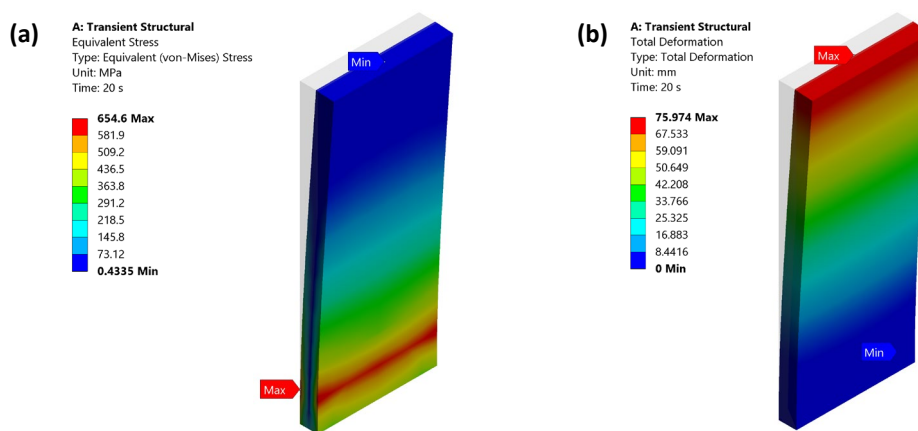 (a)
A: Transient Structural
Equivalent Stress
Type: Equivalent (von-Mises) Stress
Unit: MPa
Time: 20 s
654.6 Max
581.9
509.2
436.5
363.8
291.2
218.5
145.8
73.12
0.4335 Min
Min
Max
(b)
A: Transient Structural
Total Deformation
Type: Total Deformation
Unit: mm
Time: 20 s
75.974 Max
67.533
59.091
50.649
42.208
33.766
25.325
16.883
8.4416
0 Min
Max
Min